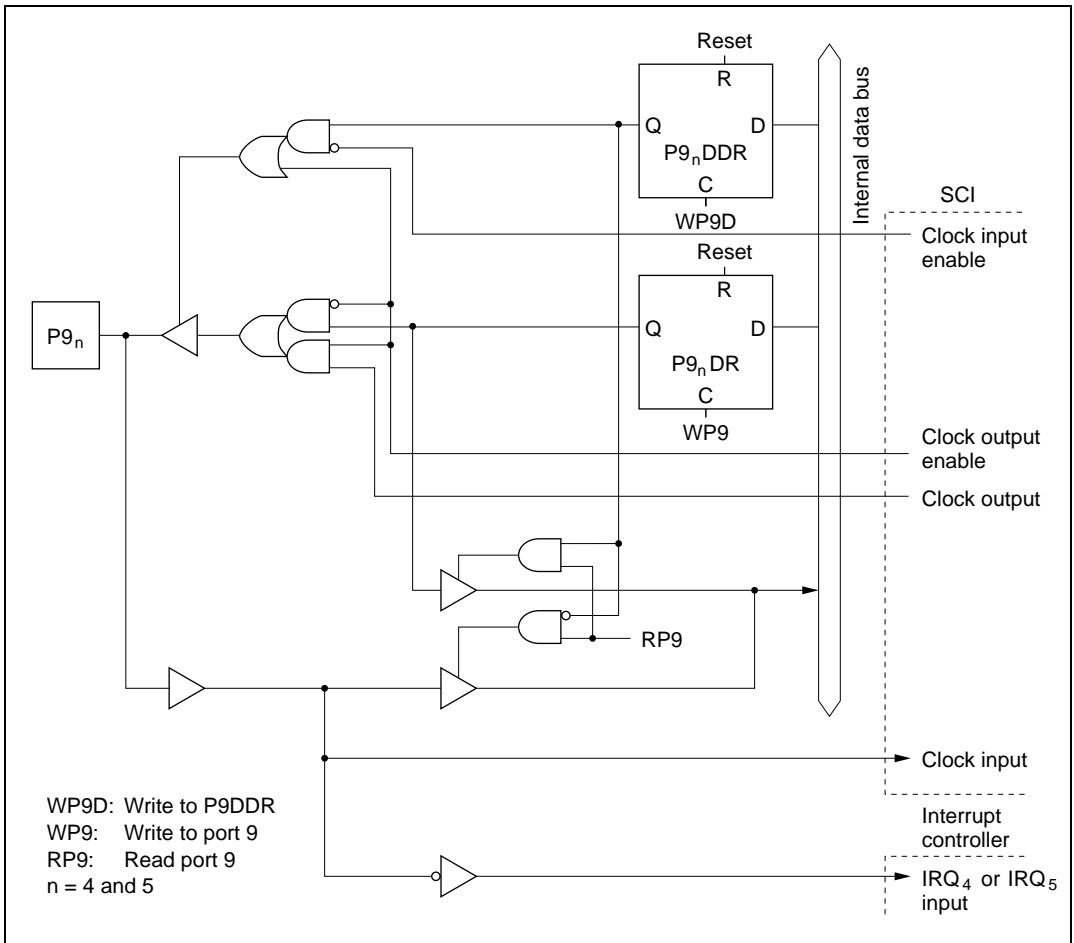 Reset
R
Q D
P9nDDR
C
WP9D
Internal data bus
SCI
Clock input
enable
Reset
R
Q D
P9nDR
C
WP9
P9n
Clock output
enable
Clock output
RP9
Clock input
WP9D: Write to P9DDR
WP9: Write to port 9
RP9: Read port 9
n = 4 and 5
Interrupt
controller
IRQ4 or IRQ5
input